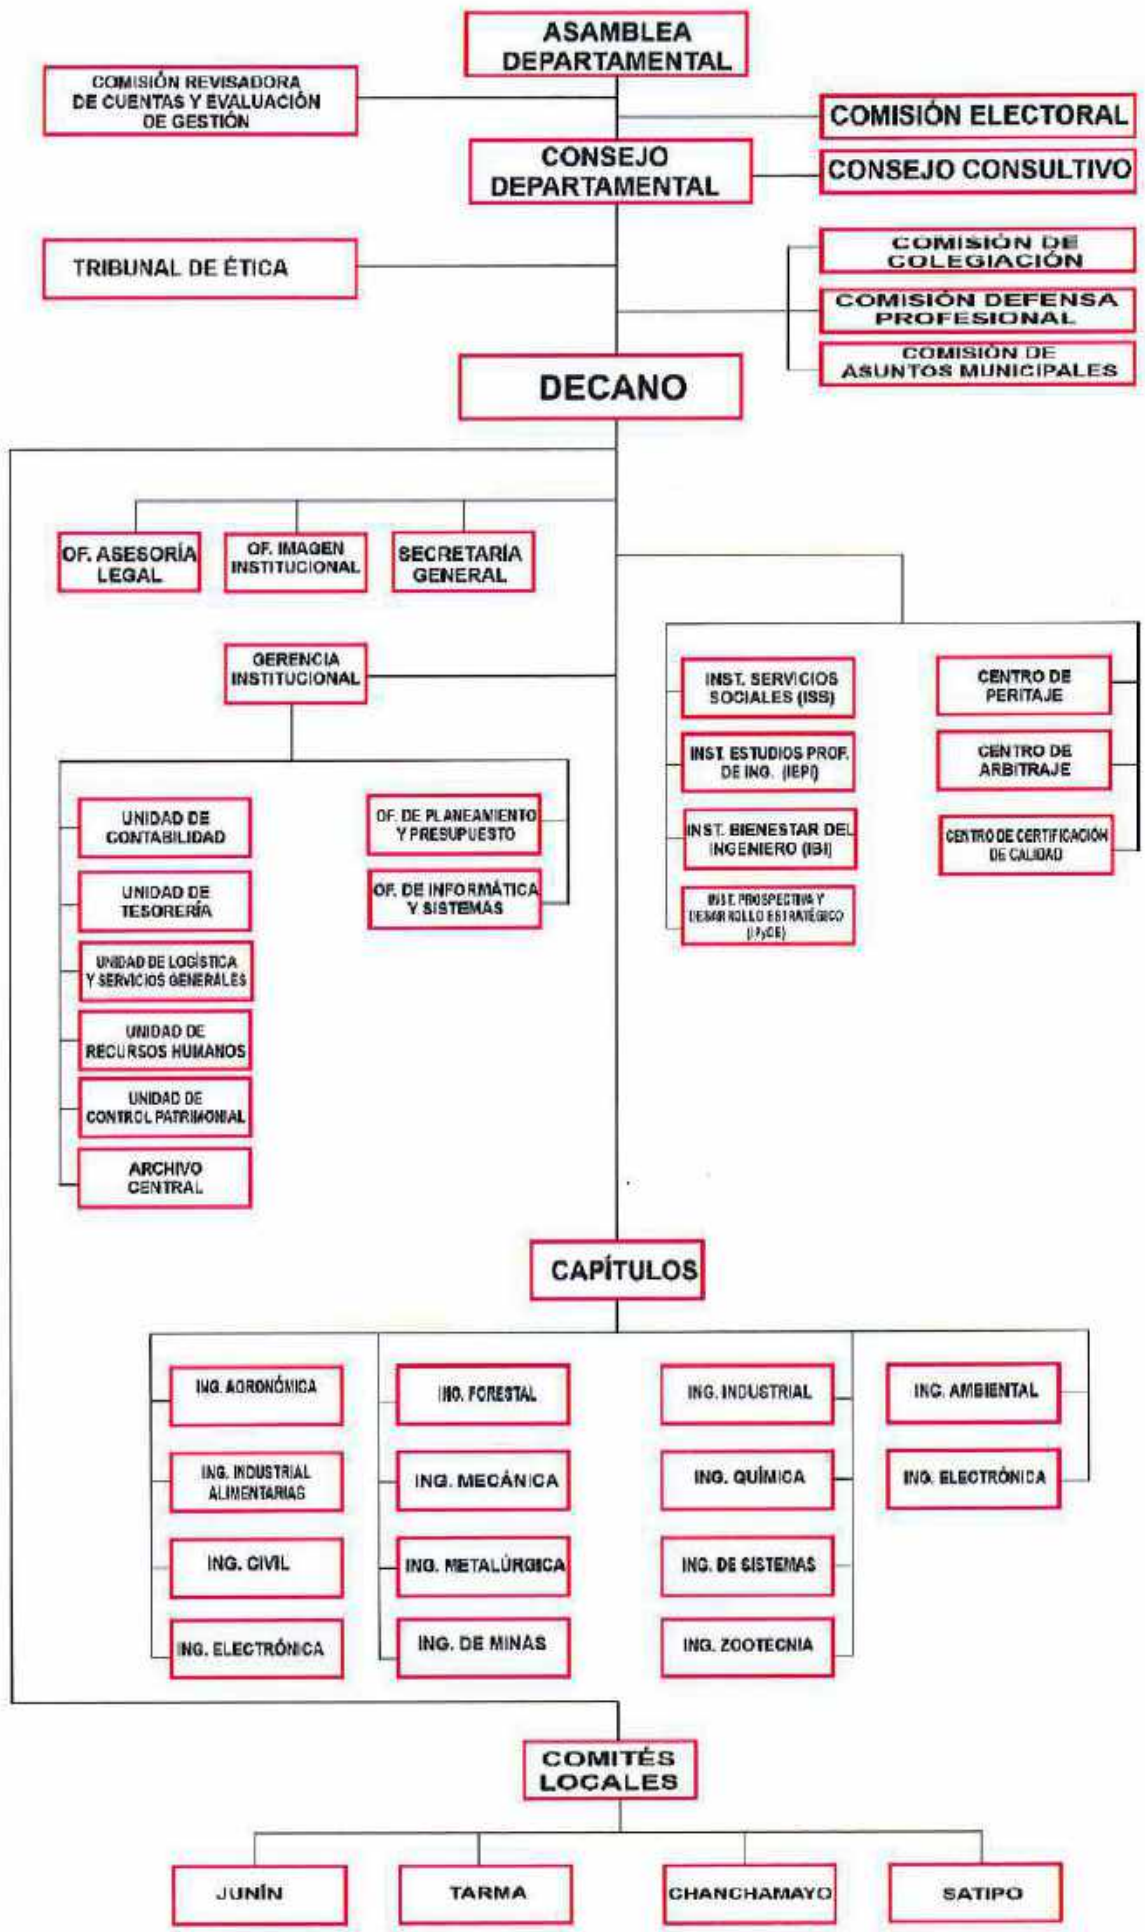 ASAMBLEA
DEPARTAMENTAL
COMISIÓN REVISADORA
DE CUENTAS Y EVALUACIÓN
DE GESTIÓN
COMISIÓN ELECTORAL
CONSEJO
DEPARTAMENTAL
CONSEJO CONSULTIVO
TRIBUNAL DE ÉTICA
COMISIÓN DE
COLEGIACIÓN
COMISIÓN DEFENSA
PROFESIONAL
COMISIÓN DE
ASUNTOS MUNICIPALES
DECANO
OF. ASESORÍA
LEGAL
OF. IMAGEN
INSTITUCIONAL
SECRETARÍA
GENERAL
GERENCIA
INSTITUCIONAL
INST. SERVICIOS
SOCIALES (ISS)
CENTRO DE
PERITAJE
INST. ESTUDIOS PROF.
DE ING. (IEPI)
CENTRO DE
ARBITRAJE
INST. BIENESTAR DEL
INGENIERO (IBI)
CENTRO DE CERTIFICACIÓN
DE CALIDAD
INST. PROSPECTIVA Y
DESARROLLO ESTRATÉGICO
(IPyDE)
UNIDAD DE
CONTABILIDAD
OF. DE PLANEAMIENTO
Y PRESUPUESTO
UNIDAD DE
TESORERÍA
OF. DE INFORMÁTICA
Y SISTEMAS
UNIDAD DE LOGÍSTICA
Y SERVICIOS GENERALES
UNIDAD DE
RECURSOS HUMANOS
UNIDAD DE
CONTROL PATRIMONIAL
ARCHIVO
CENTRAL
CAPÍTULOS
ING. AGRONÓMICA
ING. FORESTAL
ING. INDUSTRIAL
ING. AMBIENTAL
ING. INDUSTRIAL
ALIMENTARIAS
ING. MECÁNICA
ING. QUÍMICA
ING. ELECTRÓNICA
ING. CIVIL
ING. METALÚRGICA
ING. DE SISTEMAS
ING. ELECTRÓNICA
ING. DE MINAS
ING. ZOOTECNIA
COMITÉS
LOCALES
JUNÍN
TARMA
CHANCHAMAYO
SATIPO